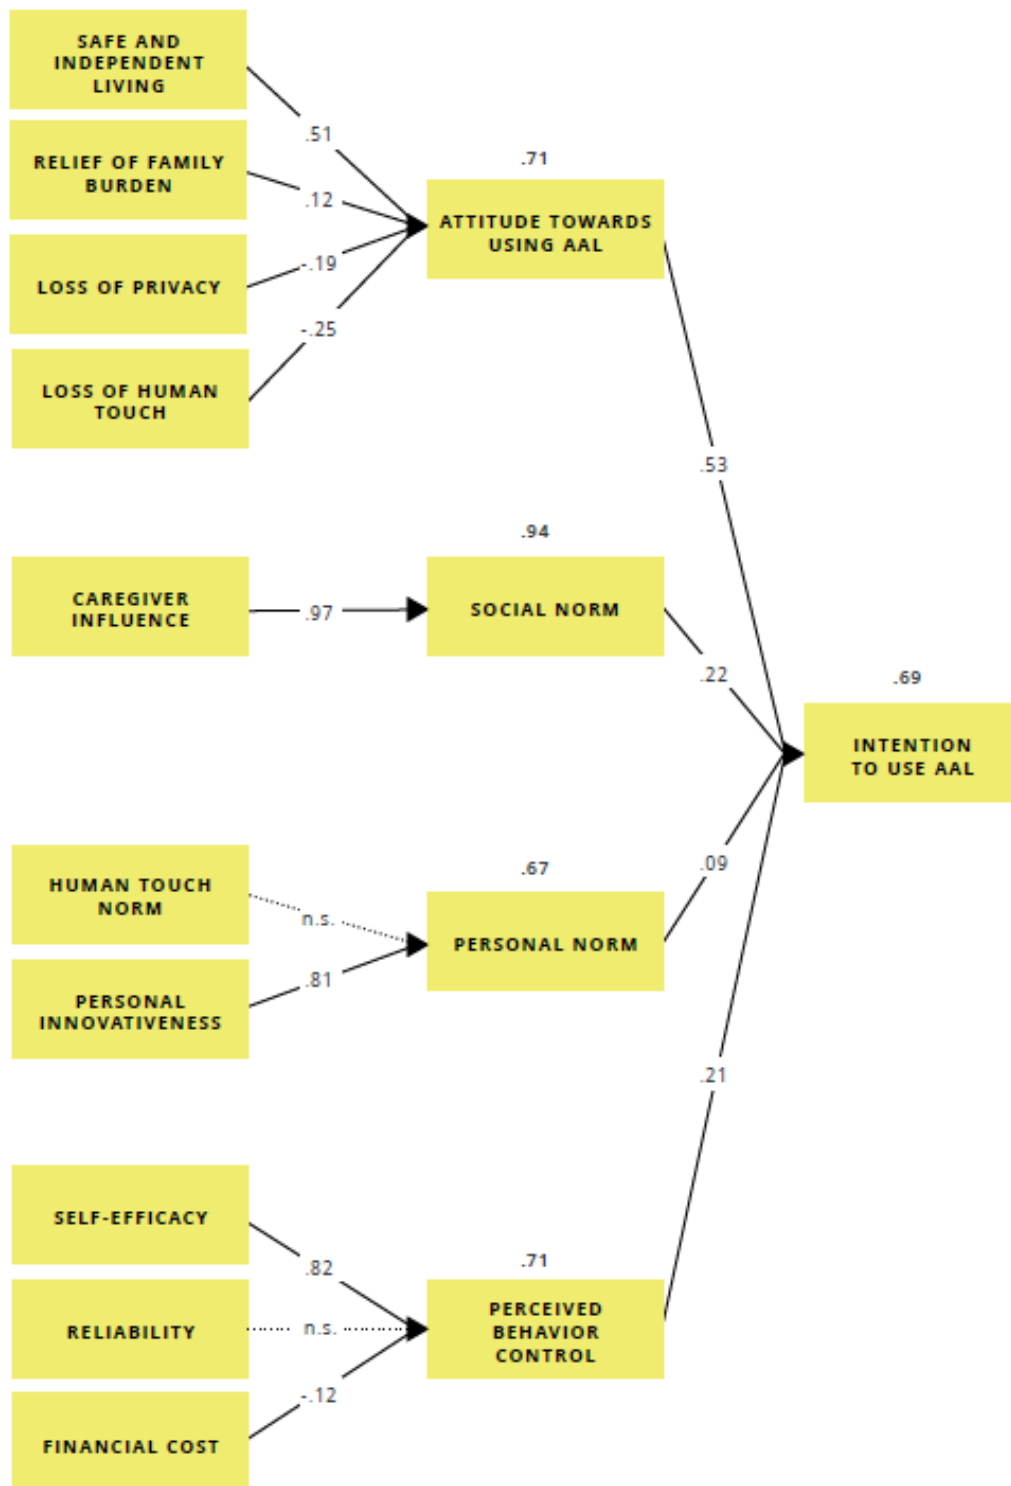 SAFE AND
INDEPENDENT
LIVING
.51
RELIEF OF FAMILY
BURDEN
.12
LOSS OF PRIVACY
-.19
LOSS OF HUMAN
TOUCH
-.25
.71
ATTITUDE TOWARDS
USING AAL
.53
CAREGIVER
INFLUENCE
.97
.94
SOCIAL NORM
.22
.69
INTENTION
TO USE AAL
HUMAN TOUCH
NORM
n.s.
PERSONAL
INNOVATIVENESS
.81
.67
PERSONAL NORM
.09
SELF-EFFICACY
.82
RELIABILITY
n.s.
FINANCIAL COST
-.12
.71
PERCEIVED
BEHAVIOR
CONTROL
.21